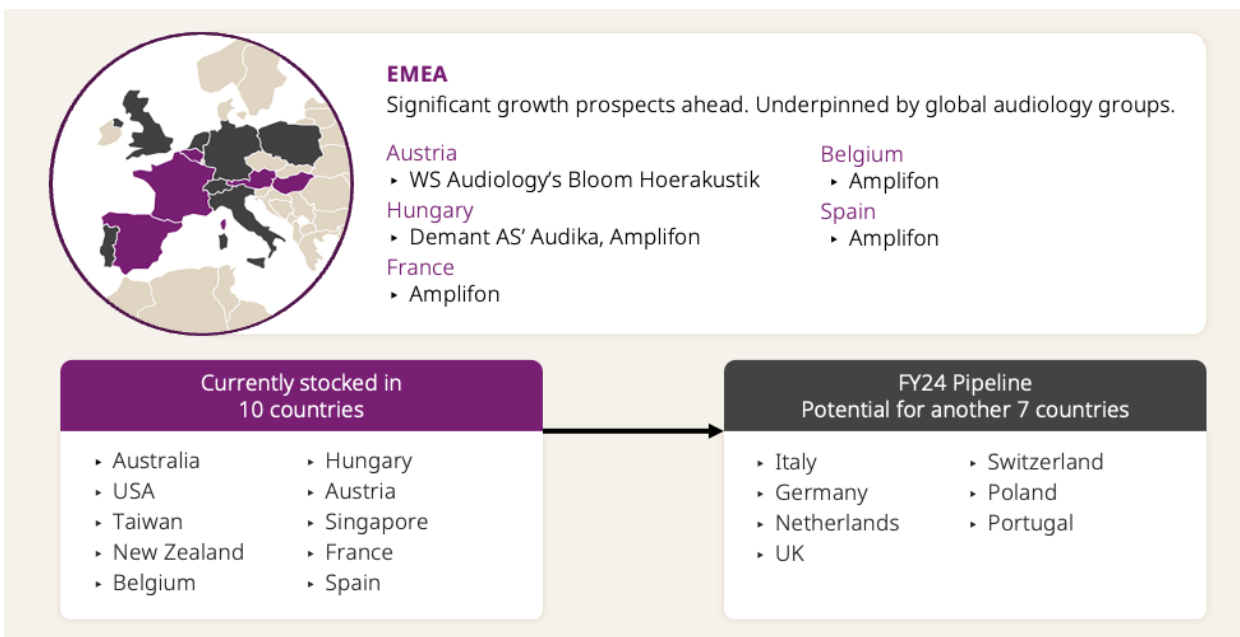 EMEA
Significant growth prospects ahead. Underpinned by global audiology groups.
Austria
‣ WS Audiology’s Bloom Hoerakustik
Hungary
‣ Demant AS’ Audika, Amplifon
France
‣ Amplifon
Belgium
‣ Amplifon
Spain
‣ Amplifon
Currently stocked in
10 countries
‣ Australia
‣ USA
‣ Taiwan
‣ New Zealand
‣ Belgium
‣ Hungary
‣ Austria
‣ Singapore
‣ France
‣ Spain
FY24 Pipeline
Potential for another 7 countries
‣ Italy
‣ Germany
‣ Netherlands
‣ UK
‣ Switzerland
‣ Poland
‣ Portugal